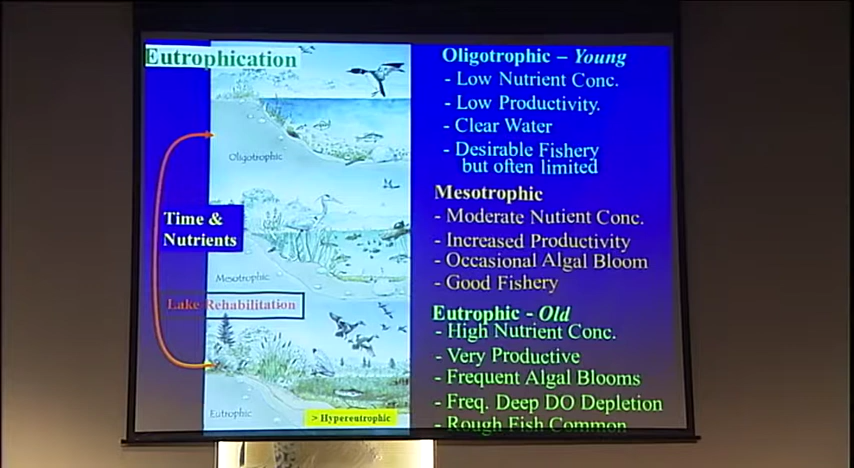 Eutrophication
Oligotrophic
Time &
Nutrients
Mesotrophic
Lake Rehabilitation
Eutrophic
> Hypereutrophic
Oligotrophic – Young
- Low Nutrient Conc.
- Low Productivity.
- Clear Water
- Desirable Fishery
but often limited
Mesotrophic
- Moderate Nutient Conc.
- Increased Productivity
- Occasional Algal Bloom
- Good Fishery
Eutrophic - Old
- High Nutrient Conc.
- Very Productive
- Frequent Algal Blooms
- Freq. Deep DO Depletion
- Rough Fish Common